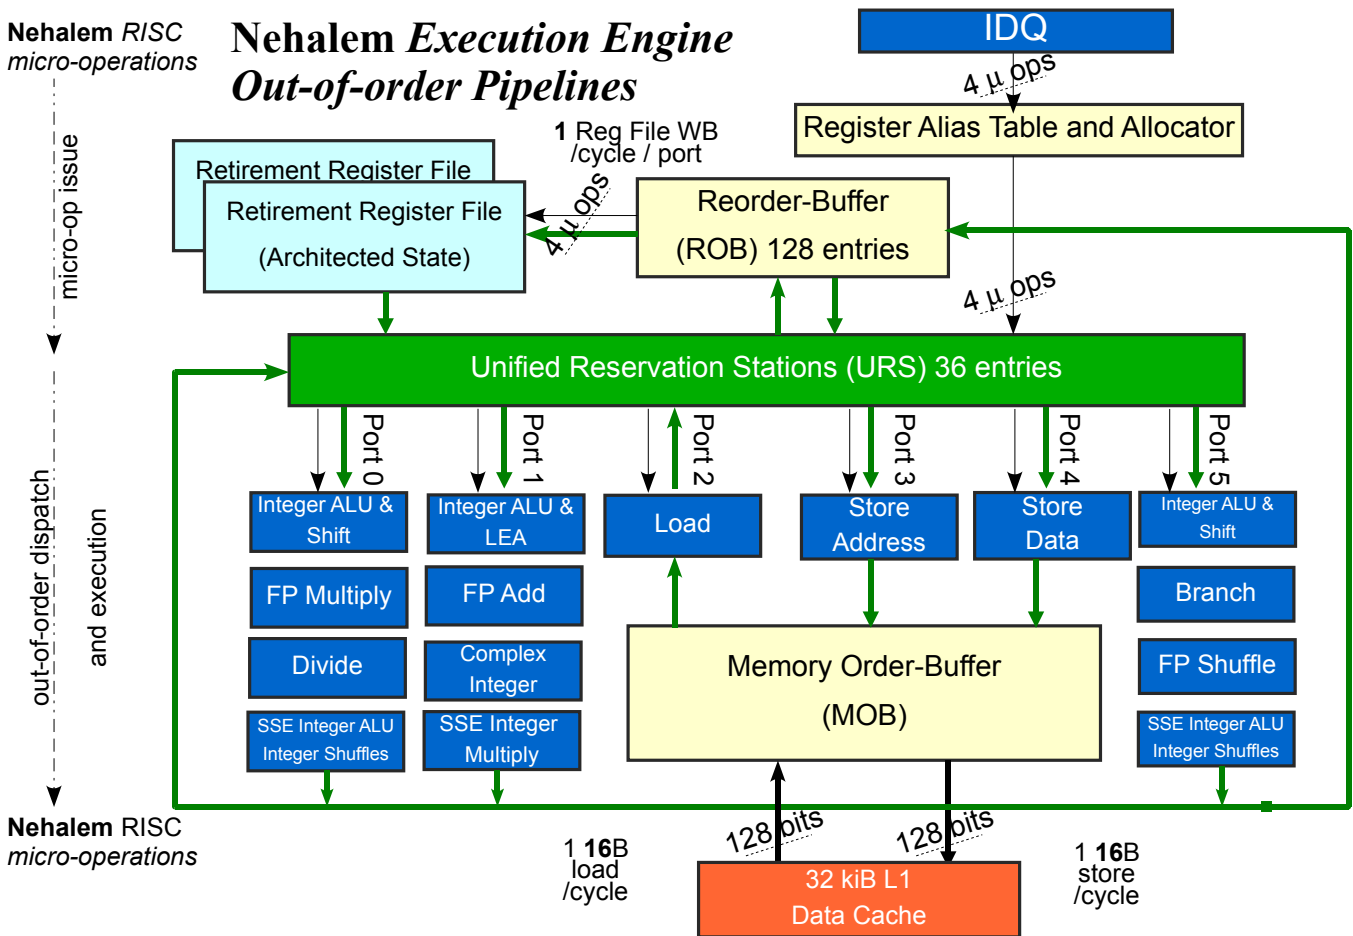 Nehalem RISC
micro-operations
Nehalem Execution Engine
Out-of-order Pipelines
IDQ
4 μ ops
Register Alias Table and Allocator
1 Reg File WB
/cycle / port
Retirement Register File
Retirement Register File
(Architected State)
4 μ ops
Reorder-Buffer
(ROB) 128 entries
4 μ ops
micro-op issue
Unified Reservation Stations (URS) 36 entries
Port 0
Port 1
Port 2
Port 3
Port 4
Port 5
out-of-order dispatch
and execution
Integer ALU &
Shift
FP Multiply
Divide
SSE Integer ALU
Integer Shuffles
Integer ALU &
LEA
FP Add
Complex
Integer
SSE Integer
Multiply
Load
Store
Address
Store
Data
Integer ALU &
Shift
Branch
FP Shuffle
SSE Integer ALU
Integer Shuffles
Memory Order-Buffer
(MOB)
Nehalem RISC
micro-operations
1 16B
load
/cycle
128 bits
128 bits
1 16B
store
/cycle
32 kiB L1
Data Cache